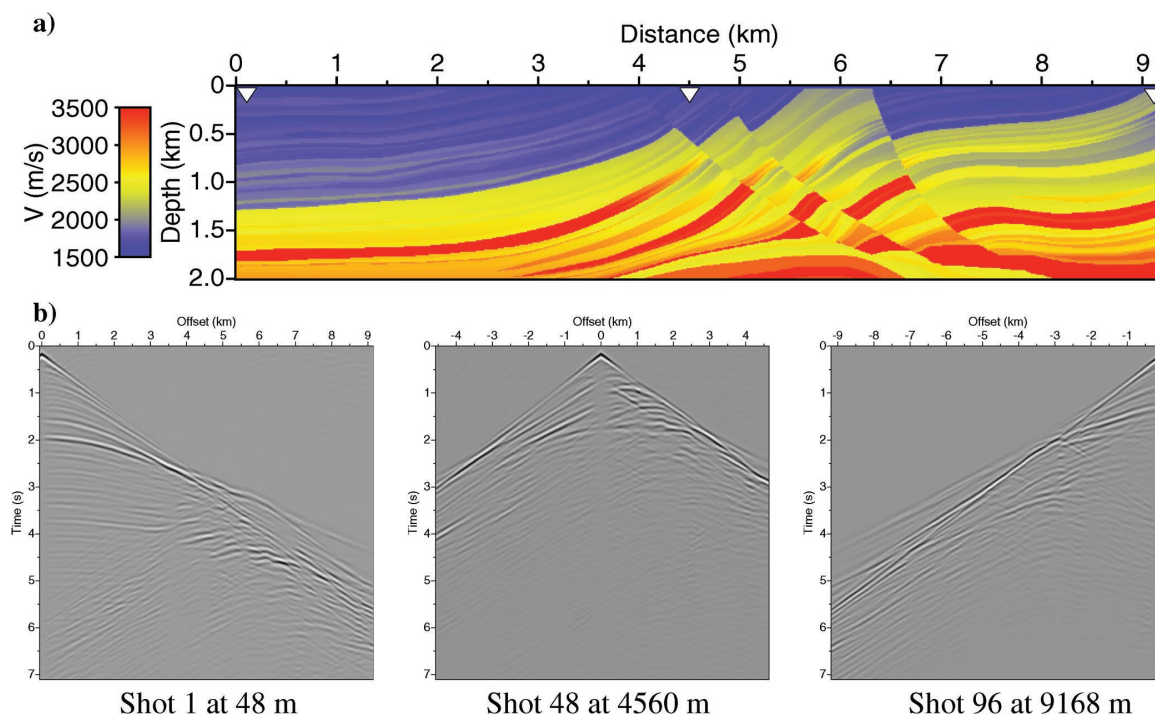 a)
Distance (km)
0 1 2 3 4 5 6 7 8 9
V (m/s)
3500
3000
2500
2000
1500
Depth (km)
0
0.5
1.0
1.5
2.0
b)
Offset (km)
0 1 2 3 4 5 6 7 8 9
Time (s)
0
1
2
3
4
5
6
7
Offset (km)
-4 -3 -2 -1 0 1 2 3 4
Time (s)
0
1
2
3
4
5
6
7
Offset (km)
-9 -8 -7 -6 -5 -4 -3 -2 -1 0
Time (s)
0
1
2
3
4
5
6
7
Shot 1 at 48 m
Shot 48 at 4560 m
Shot 96 at 9168 m